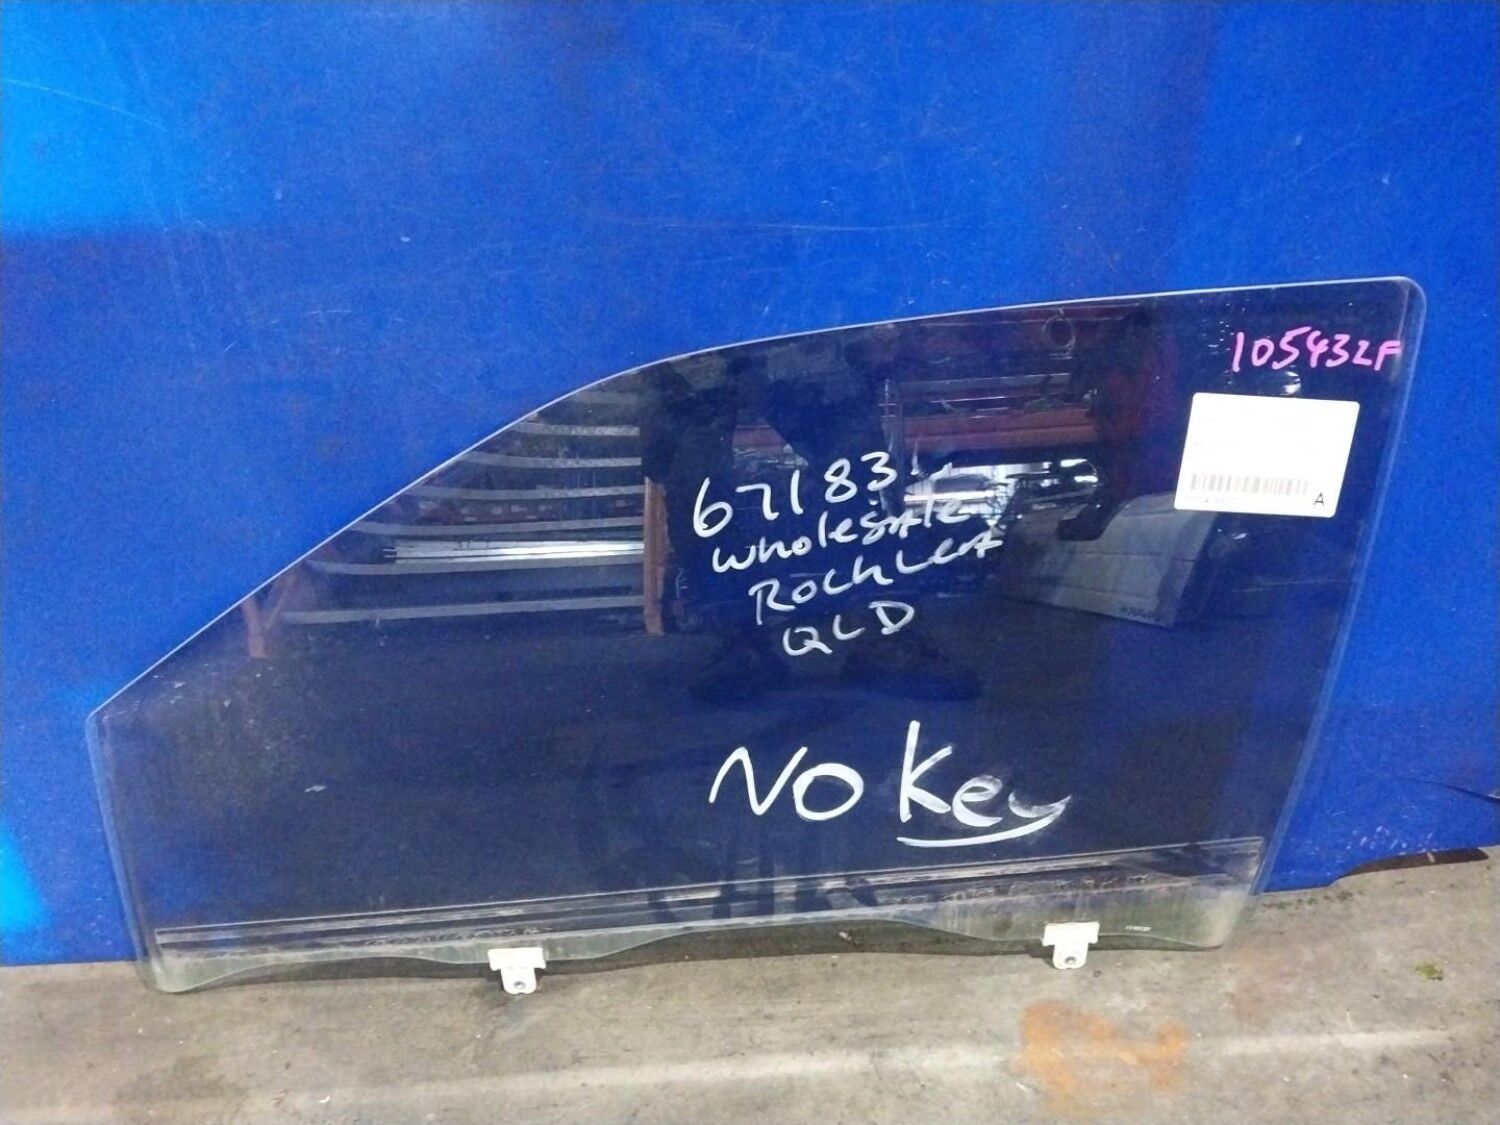 105432F
A
67183
wholesale
Rochlea
QLD
NO Key